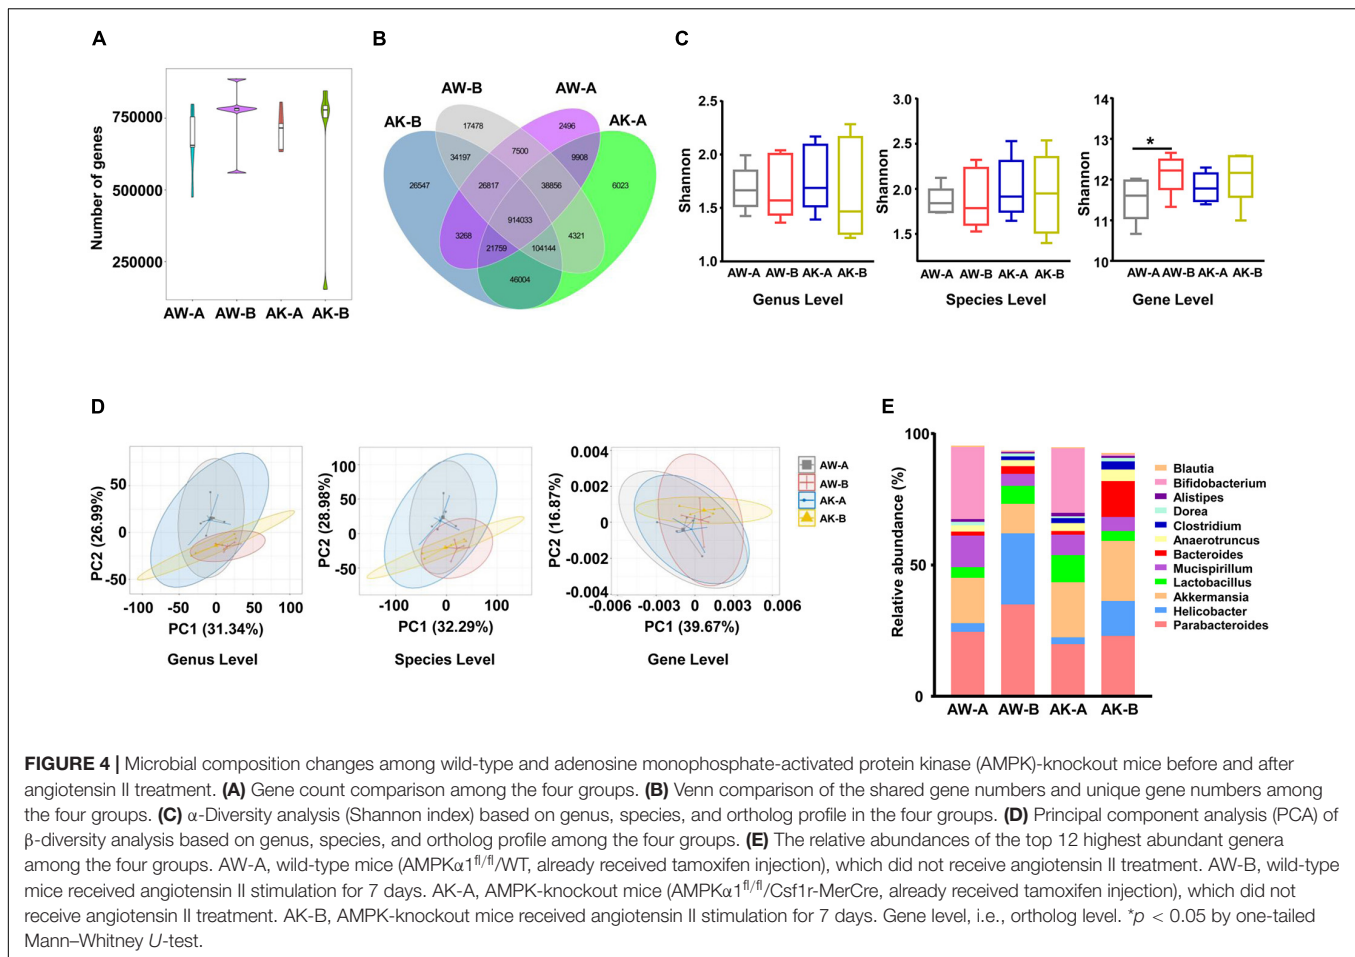 A
Number of genes
750000
500000
250000
AW-A AW-B AK-A AK-B
B
AW-B AW-A
AK-B AK-A
17478 2496
34197 7500 9908
26547 26817 38856 6023
914033
3268 4321
21759 104144
46004
C
Shannon
2.5
2.0
1.5
1.0
AW-A AW-B AK-A AK-B
Genus Level
Shannon
3.0
2.5
2.0
1.5
AW-A AW-B AK-A AK-B
Species Level
Shannon
14
13
12
11
10
*
AW-A AW-B AK-A AK-B
Gene Level
D
PC2 (26.99%)
50
0
-50
-100 -50 0 50 100
PC1 (31.34%)
Genus Level
PC2 (28.98%)
100
50
0
-50
-100 0 100
PC1 (32.29%)
Species Level
PC2 (16.87%)
0.004
0.002
0
-0.002
-0.004
-0.006 -0.003 0 0.003 0.006
PC1 (39.67%)
Gene Level
AW-A
AW-B
AK-A
AK-B
E
Relative abundance (%)
100
50
0
AW-A AW-B AK-A AK-B
Blautia
Bifidobacterium
Alistipes
Dorea
Clostridium
Anaerotruncus
Bacteroides
Mucispirillum
Lactobacillus
Akkermansia
Helicobacter
Parabacteroides
FIGURE 4 | Microbial composition changes among wild-type and adenosine monophosphate-activated protein kinase (AMPK)-knockout mice before and after
angiotensin II treatment. (A) Gene count comparison among the four groups. (B) Venn comparison of the shared gene numbers and unique gene numbers among
the four groups. (C) α-Diversity analysis (Shannon index) based on genus, species, and ortholog profile in the four groups. (D) Principal component analysis (PCA) of
β-diversity analysis based on genus, species, and ortholog profile among the four groups. (E) The relative abundances of the top 12 highest abundant genera
among the four groups. AW-A, wild-type mice (AMPKα1fl/fl/WT, already received tamoxifen injection), which did not receive angiotensin II treatment. AW-B, wild-type
mice received angiotensin II stimulation for 7 days. AK-A, AMPK-knockout mice (AMPKα1fl/fl/Csf1r-MerCre, already received tamoxifen injection), which did not
receive angiotensin II treatment. AK-B, AMPK-knockout mice received angiotensin II stimulation for 7 days. Gene level, i.e., ortholog level. *p < 0.05 by one-tailed
Mann–Whitney U-test.